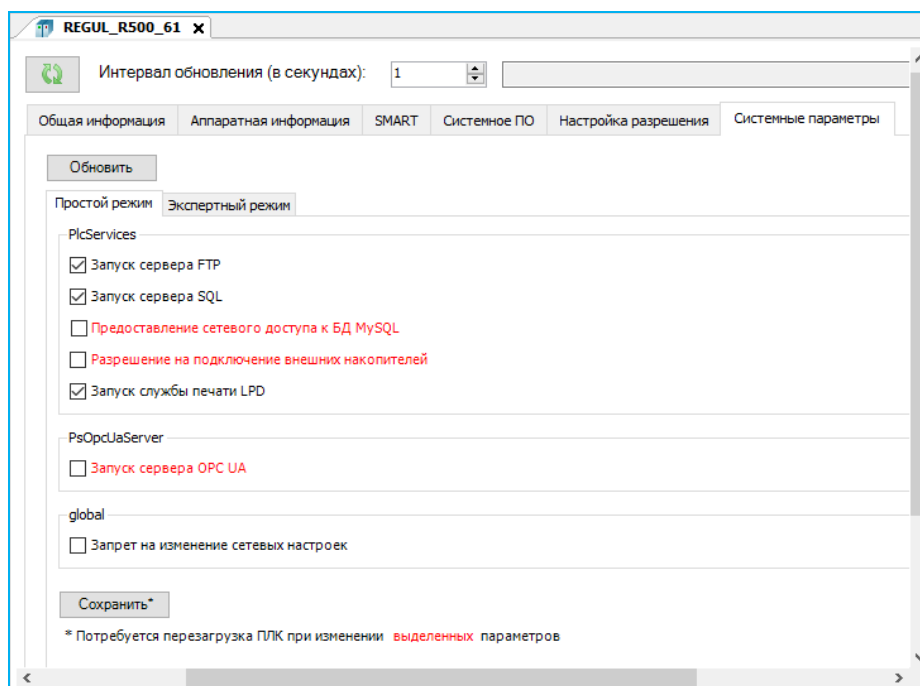 REGUL_R500_61
Интервал обновления (в секундах): 1
Общая информация Аппаратная информация SMART Системное ПО Настройка разрешения Системные параметры
Обновить
Простой режим Экспертный режим
PlcServices
Запуск сервера FTP
Запуск сервера SQL
Предоставление сетевого доступа к БД MySQL
Разрешение на подключение внешних накопителей
Запуск службы печати LPD
PsOpcUaServer
Запуск сервера OPC UA
global
Запрет на изменение сетевых настроек
Сохранить*
* Потребуется перезагрузка ПЛК при изменении выделенных параметров